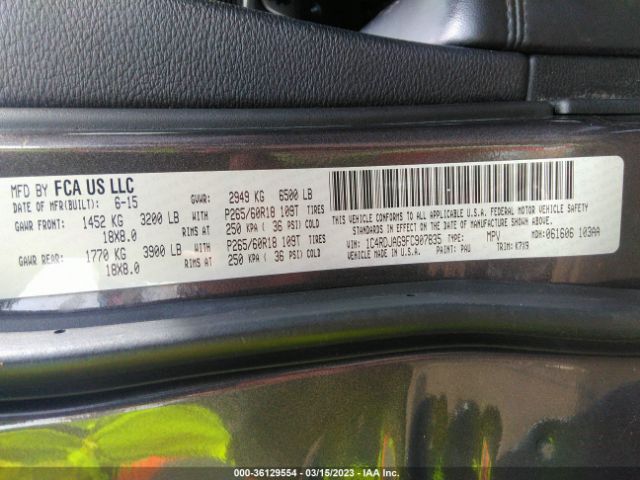 MFD BY FCA US LLC
DATE OF MFR(BUILT): 6-15 GVWR: 2949 KG 6500 LB
GAWR FRONT: 1452 KG 3200 LB WITH P265/60R18 109T TIRES
18X8.0 RIMS AT 250 KPA ( 36 PSI) COLD
GAWR REAR: 1770 KG 3900 LB WITH P265/60R18 109T TIRES
18X8.0 RIMS AT 250 KPA ( 36 PSI) COLD
THIS VEHICLE CONFORMS TO ALL APPLICABLE U.S.A. FEDERAL MOTOR VEHICLE SAFETY
STANDARDS IN EFFECT ON THE DATE OF MANUFACTURE SHOWN ABOVE.
VIN: 1C4RDJAG9FC907835 TYPE: MPV MDH: 061606 103AA
VEHICLE MADE IN U.S.A. PAINT: PAU TRIM: K7X9
000-36129554 — 03/15/2023 — IAA Inc.